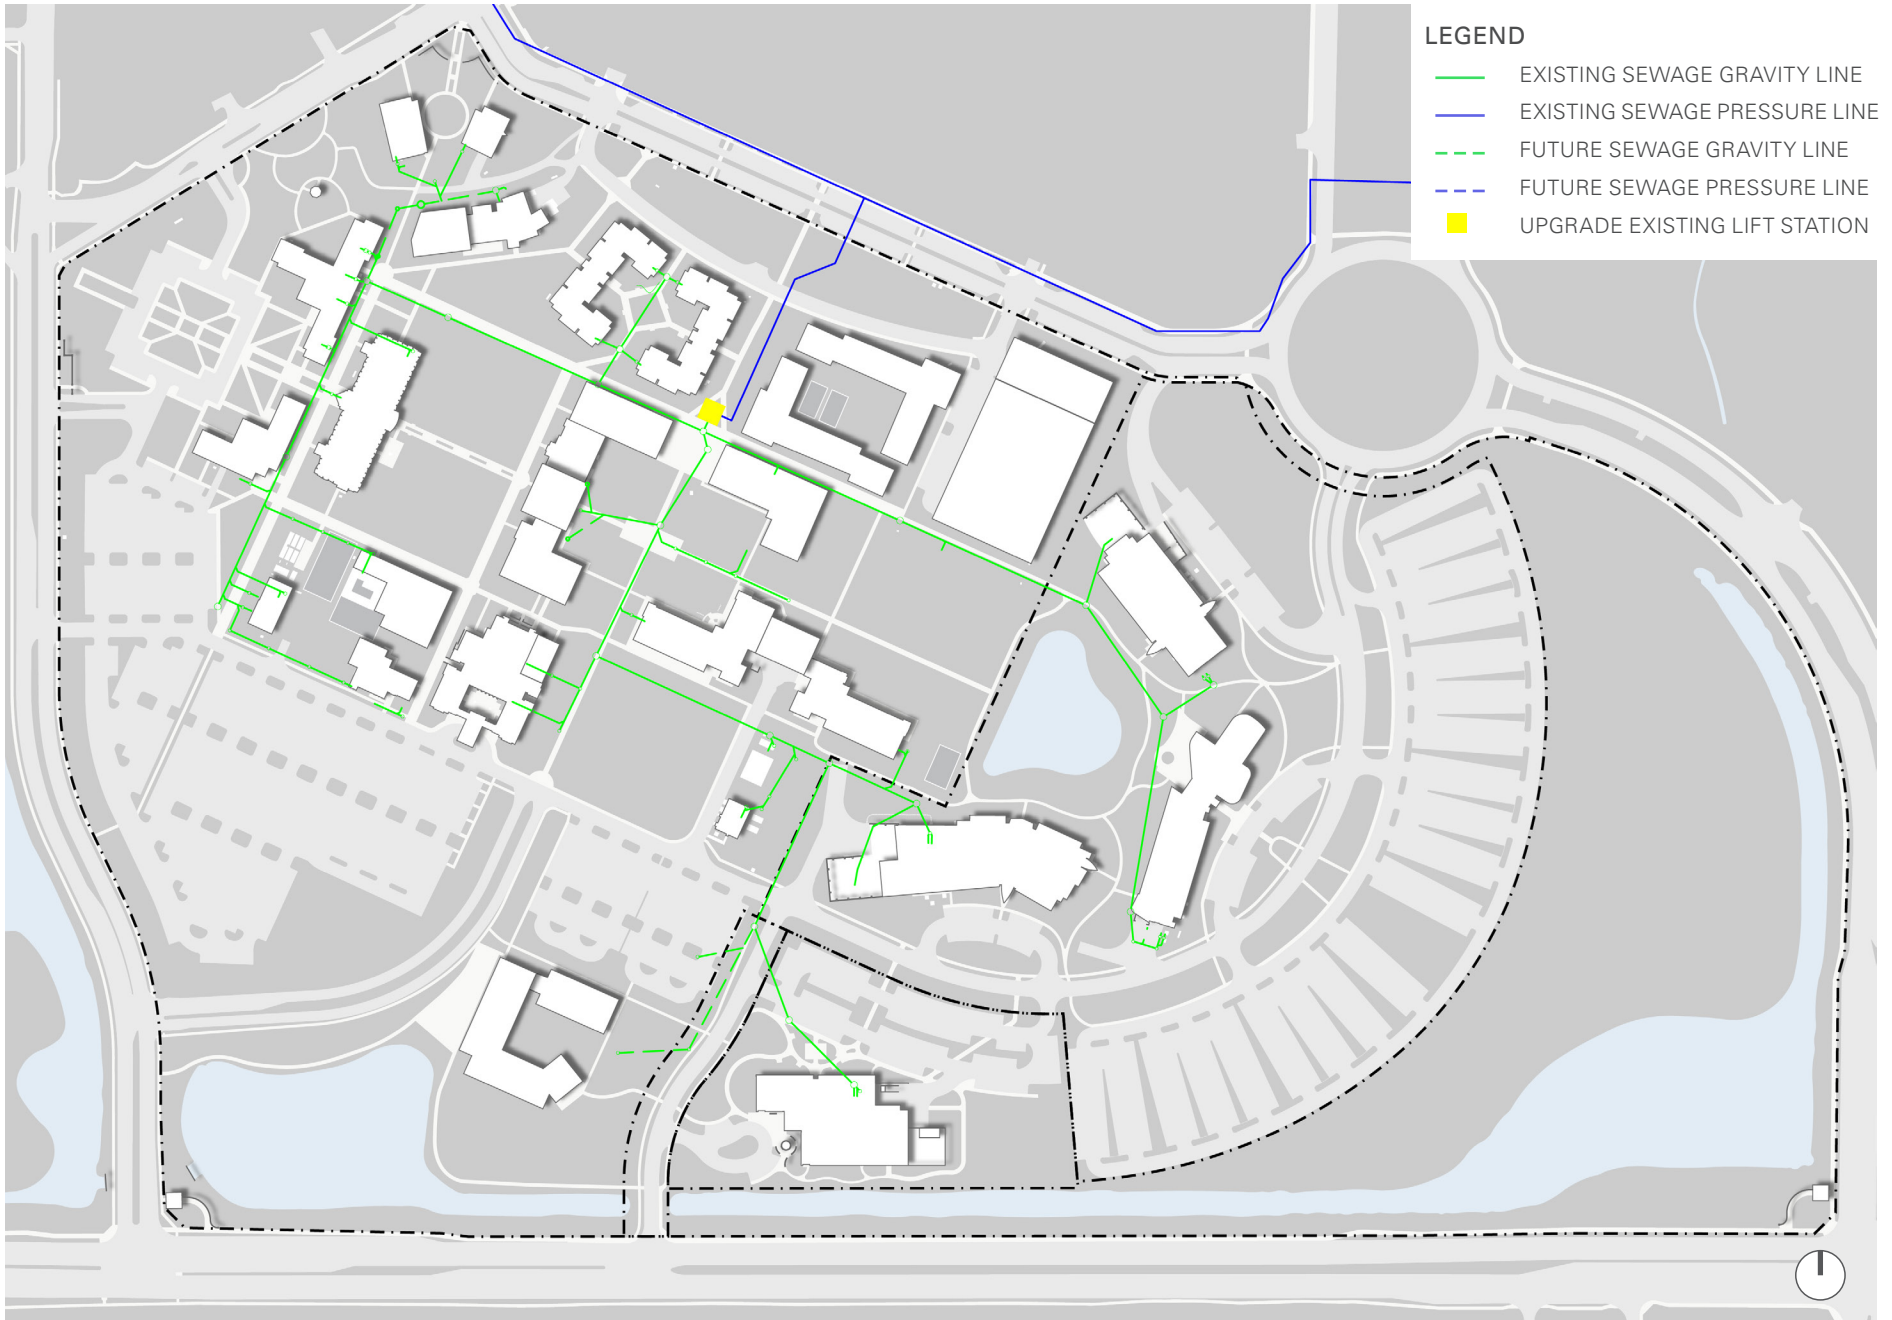 LEGEND
EXISTING SEWAGE GRAVITY LINE
EXISTING SEWAGE PRESSURE LINE
FUTURE SEWAGE GRAVITY LINE
FUTURE SEWAGE PRESSURE LINE
UPGRADE EXISTING LIFT STATION